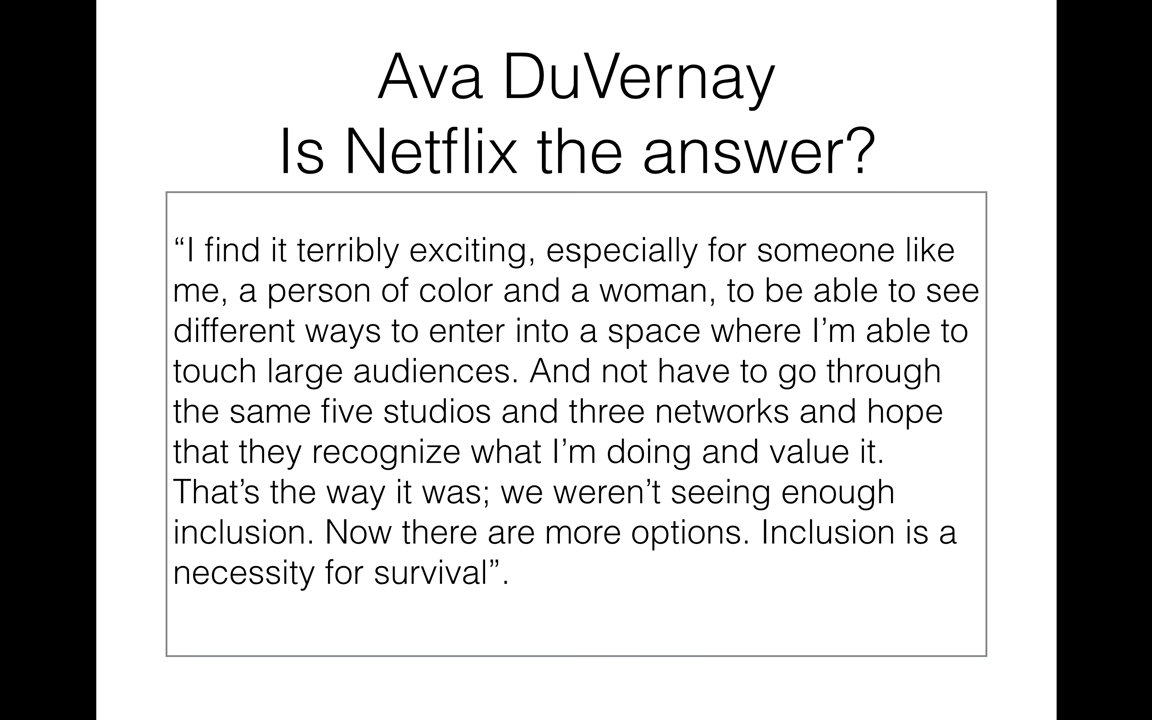 Ava DuVernay
Is Netflix the answer?
“I find it terribly exciting, especially for someone like
me, a person of color and a woman, to be able to see
different ways to enter into a space where I’m able to
touch large audiences. And not have to go through
the same five studios and three networks and hope
that they recognize what I’m doing and value it.
That’s the way it was; we weren’t seeing enough
inclusion. Now there are more options. Inclusion is a
necessity for survival”.